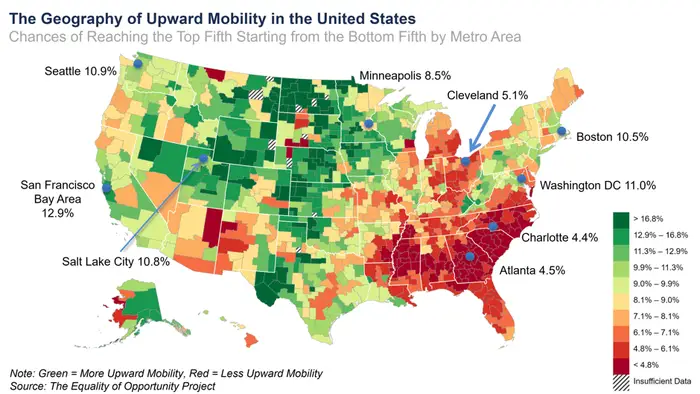 The Geography of Upward Mobility in the United States
Chances of Reaching the Top Fifth Starting from the Bottom Fifth by Metro Area
Seattle 10.9%
Minneapolis 8.5%
Cleveland 5.1%
Boston 10.5%
San Francisco
Bay Area
12.9%
Washington DC 11.0%
Charlotte 4.4%
Salt Lake City 10.8%
Atlanta 4.5%
> 16.8%
12.9% – 16.8%
11.3% – 12.9%
9.9% – 11.3%
9.0% – 9.9%
8.1% – 9.0%
7.1% – 8.1%
6.1% – 7.1%
4.8% – 6.1%
< 4.8%
Insufficient Data
Note: Green = More Upward Mobility, Red = Less Upward Mobility
Source: The Equality of Opportunity Project